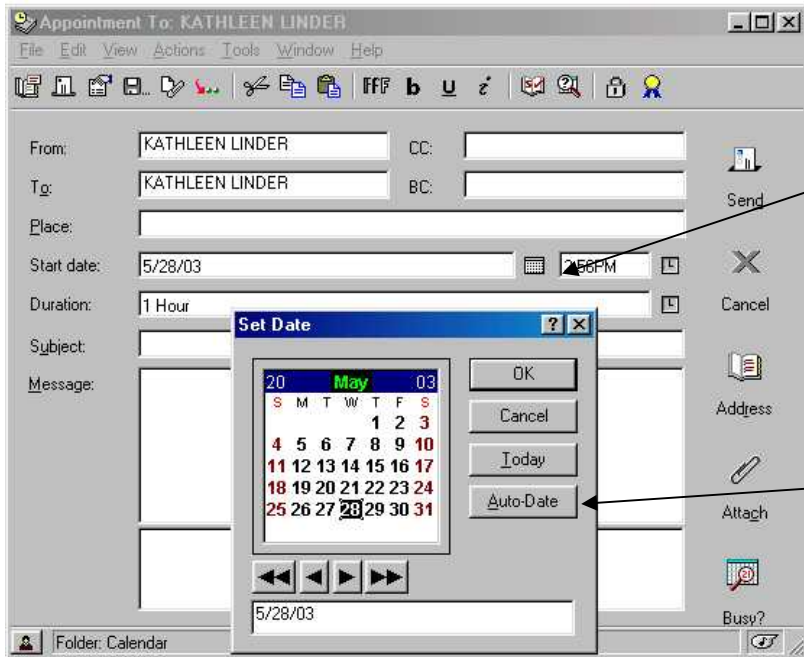 Appointment To: KATHLEEN LINDER
File Edit View Actions Tools Window Help
FFF b u i
From: KATHLEEN LINDER CC:
To: KATHLEEN LINDER BC:
Send
Place:
Start date: 5/28/03
Duration: 1 Hour
Cancel
Subject:
Message:
Address
Attach
Busy?
Set Date
20 May 03
S M T W T F S
1 2 3
4 5 6 7 8 9 10
11 12 13 14 15 16 17
18 19 20 21 22 23 24
25 26 27 28 29 30 31
OK
Cancel
Today
Auto-Date
5/28/03
Folder: Calendar